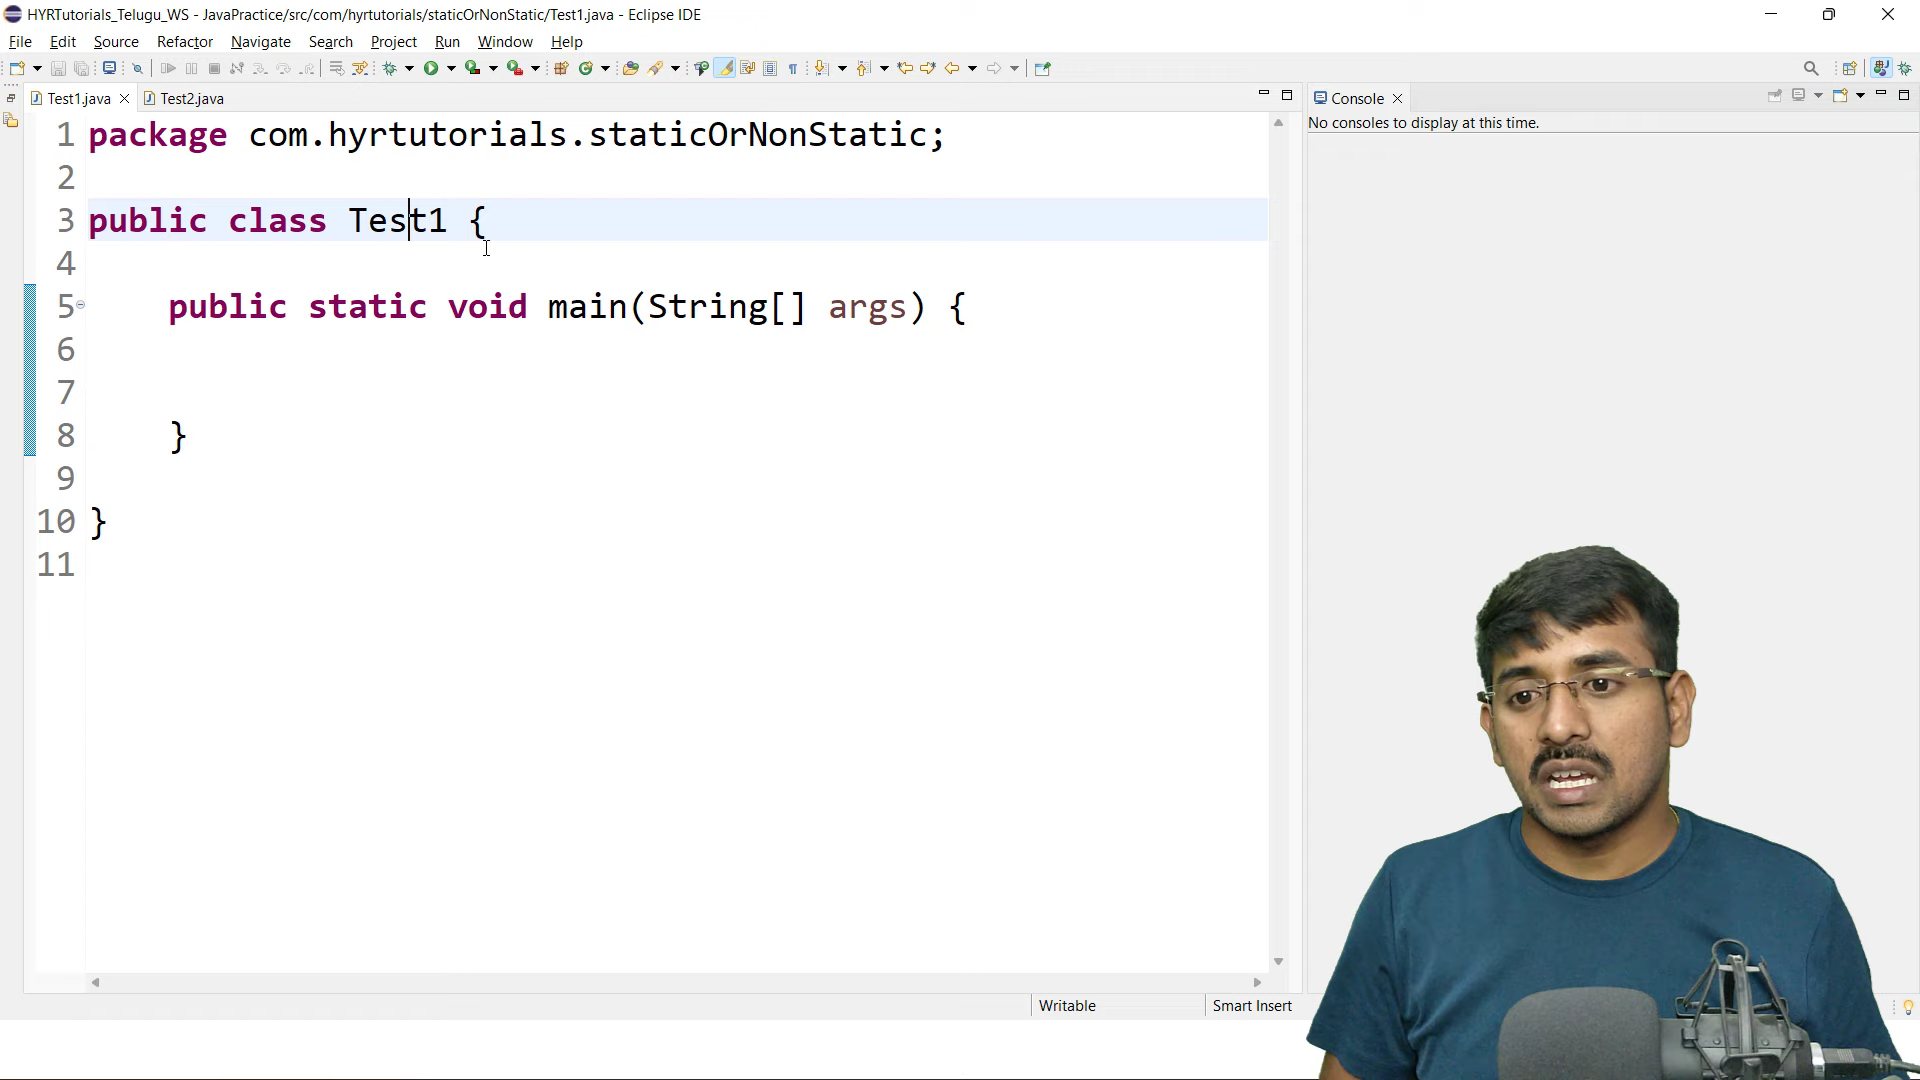 HYRTutorials_Telugu_WS - JavaPractice/src/com/hyrtutorials/staticOrNonStatic/Test1.java - Eclipse IDE
File Edit Source Refactor Navigate Search Project Run Window Help
Test1.java Test2.java
Console
No consoles to display at this time.
1 package com.hyrtutorials.staticOrNonStatic;
2
3 public class Test1 {
4
5 public static void main(String[] args) {
6
7
8 }
9
10 }
11
Writable Smart Insert